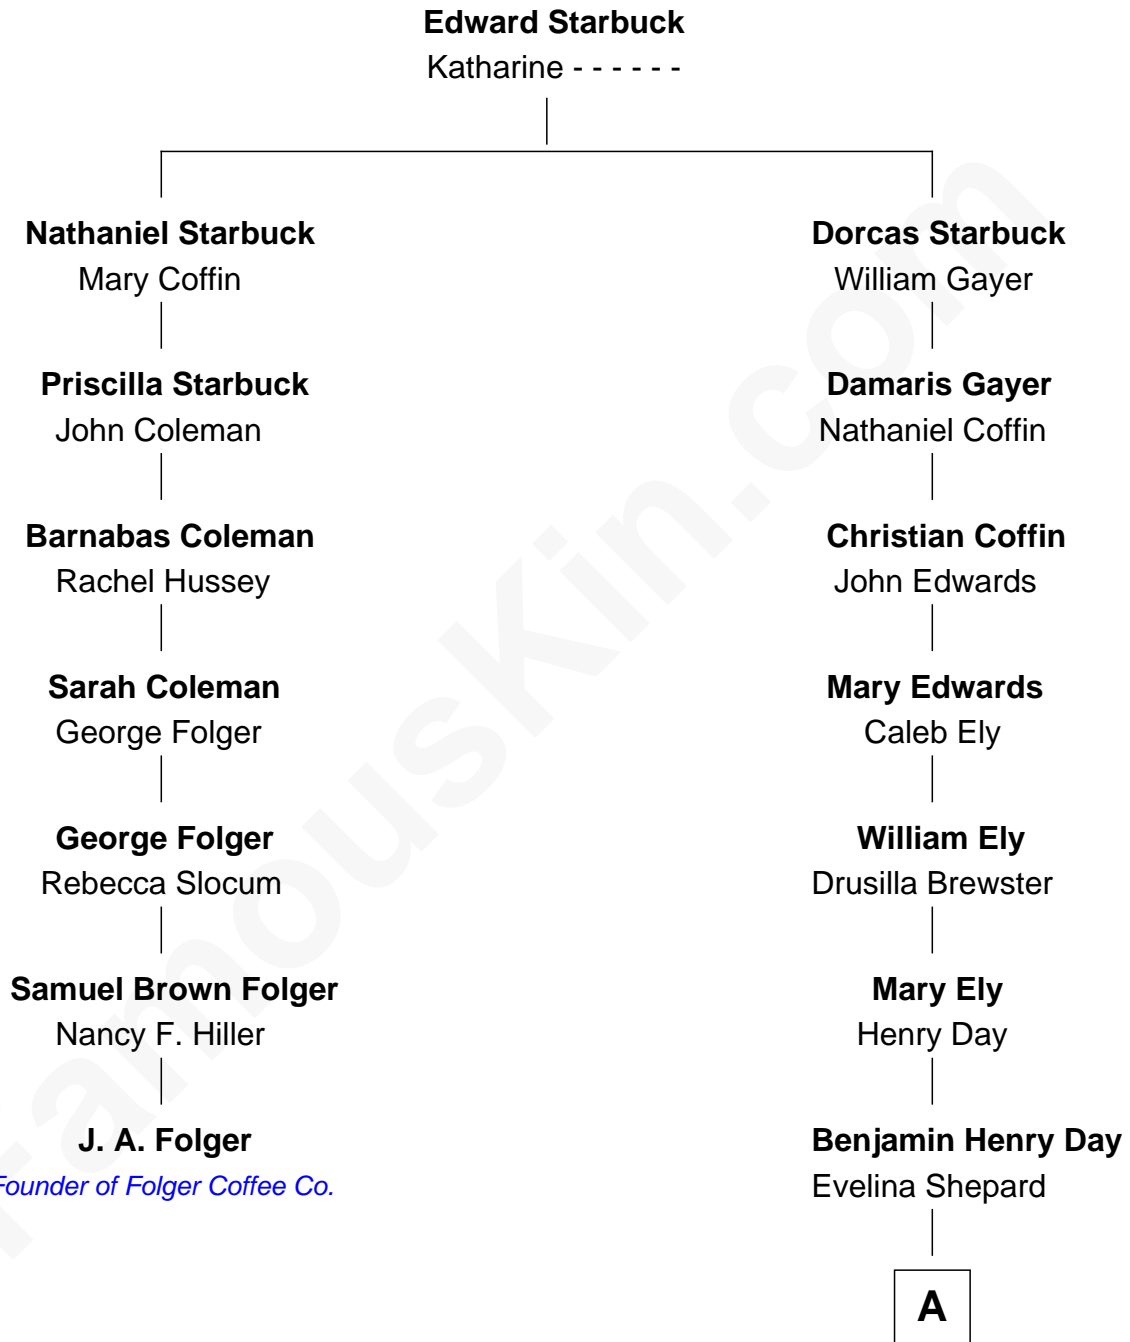 Edward Starbuck
Katharine - - - - - -
Nathaniel Starbuck
Mary Coffin
Dorcas Starbuck
William Gayer
Priscilla Starbuck
John Coleman
Damaris Gayer
Nathaniel Coffin
Barnabas Coleman
Rachel Hussey
Christian Coffin
John Edwards
Sarah Coleman
George Folger
Mary Edwards
Caleb Ely
George Folger
Rebecca Slocum
William Ely
Drusilla Brewster
Samuel Brown Folger
Nancy F. Hiller
Mary Ely
Henry Day
J. A. Folger
Founder of Folger Coffee Co.
Benjamin Henry Day
Evelina Shepard
A
FamousKin.com